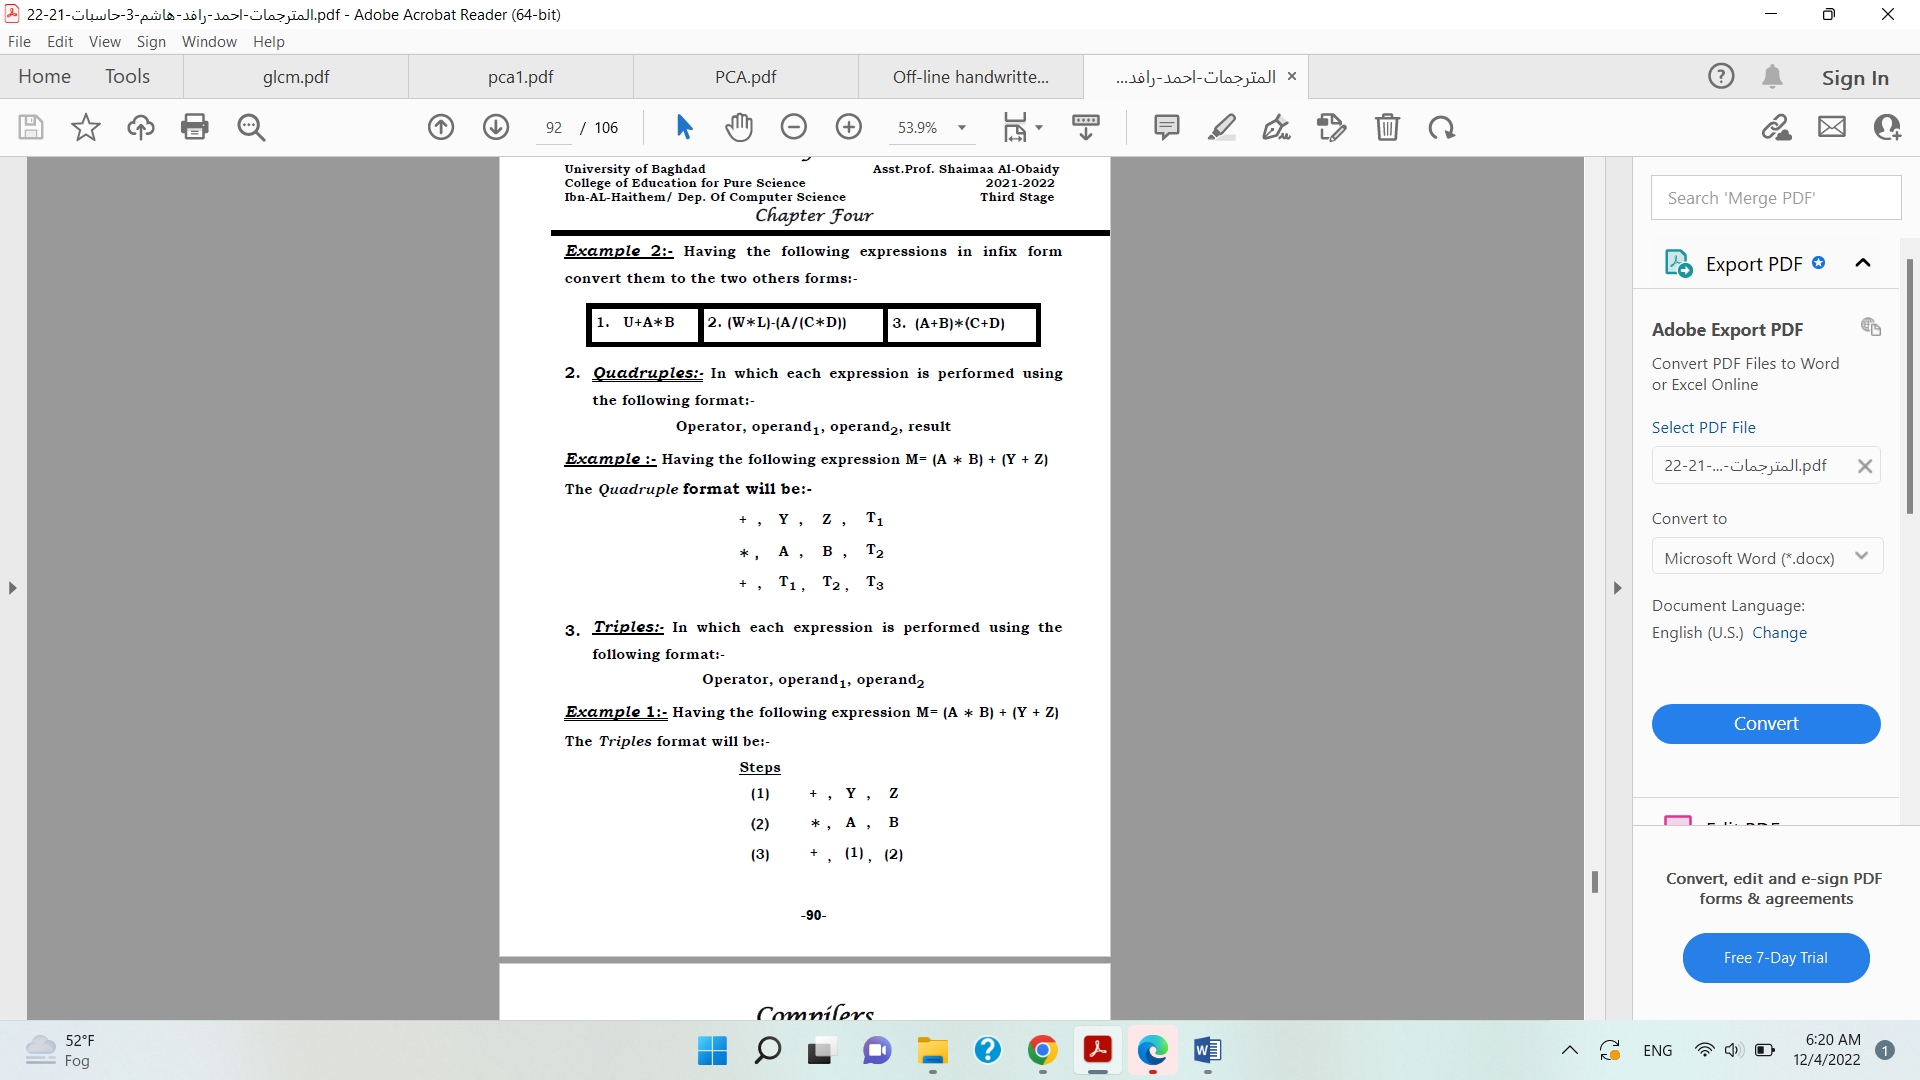 22-21-المترجمات-احمد-رافد-هاشم-3-حاسبات.pdf - Adobe Acrobat Reader (64-bit)
File Edit View Sign Window Help
Home Tools glcm.pdf pca1.pdf PCA.pdf Off-line handwritte... المترجمات-احمد-رافد... Sign In
92 / 106 53.9%
University of Baghdad Asst.Prof. Shaimaa Al-Obaidy
College of Education for Pure Science 2021-2022
Ibn-AL-Haithem/ Dep. Of Computer Science Third Stage
Chapter Four
Example 2:- Having the following expressions in infix form
convert them to the two others forms:-
1. U+A*B 2. (W*L)-(A/(C*D)) 3. (A+B)*(C+D)
2. Quadruples:- In which each expression is performed using
the following format:-
Operator, operand1, operand2, result
Example :- Having the following expression M= (A * B) + (Y + Z)
The Quadruple format will be:-
+ , Y , Z , T1
* , A , B , T2
+ , T1 , T2 , T3
3. Triples:- In which each expression is performed using the
following format:-
Operator, operand1, operand2
Example 1:- Having the following expression M= (A * B) + (Y + Z)
The Triples format will be:-
Steps
(1) + , Y , Z
(2) * , A , B
(3) + , (1) , (2)
-90-
Compilers
Search 'Merge PDF'
Export PDF
Adobe Export PDF
Convert PDF Files to Word
or Excel Online
Select PDF File
22-21-...-المترجمات.pdf
Convert to
Microsoft Word (*.docx)
Document Language:
English (U.S.) Change
Convert
Edit PDF
Convert, edit and e-sign PDF
forms & agreements
Free 7-Day Trial
52°F
Fog
ENG
6:20 AM
12/4/2022
1